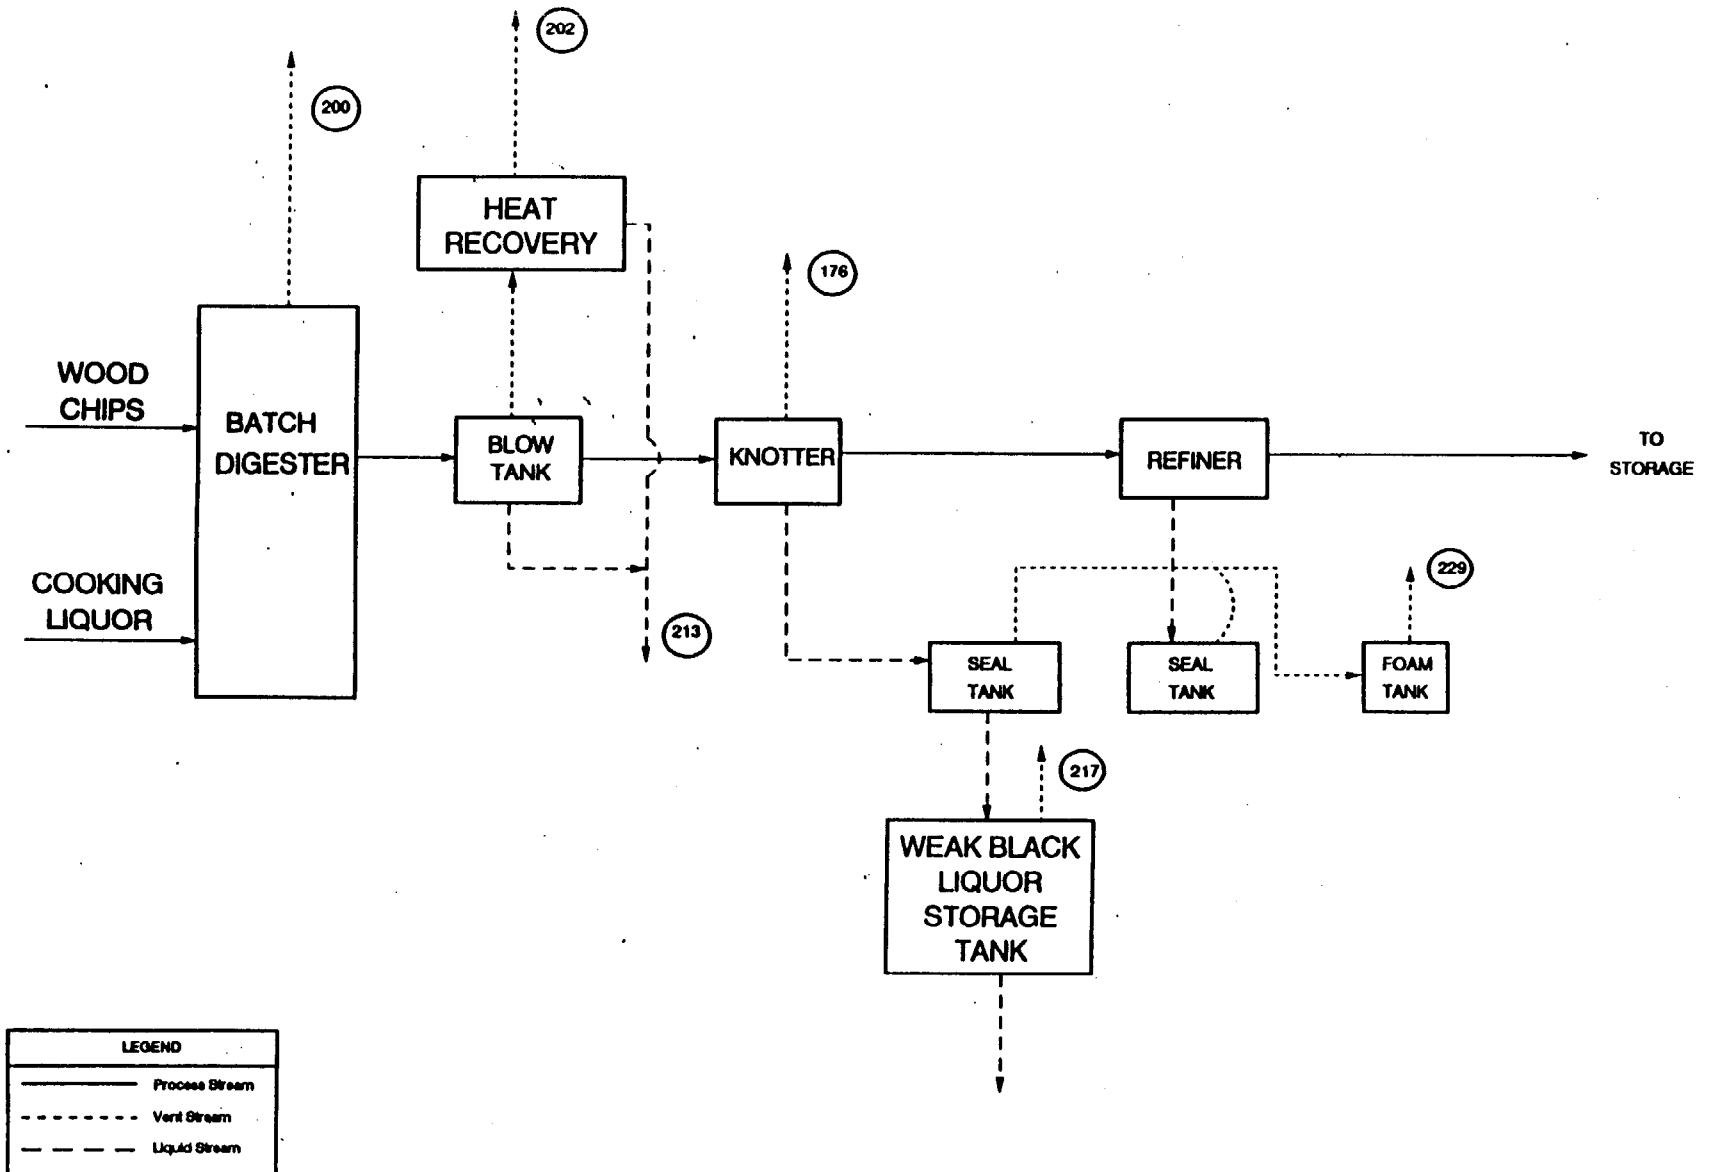 202
200
HEAT
RECOVERY
176
WOOD
CHIPS
BATCH
DIGESTER
BLOW
TANK
KNOTTER
REFINER
TO
STORAGE
COOKING
LIQUOR
213
229
SEAL
TANK
SEAL
TANK
FOAM
TANK
217
WEAK BLACK
LIQUOR
STORAGE
TANK
LEGEND
Process Stream
Vent Stream
Liquid Stream